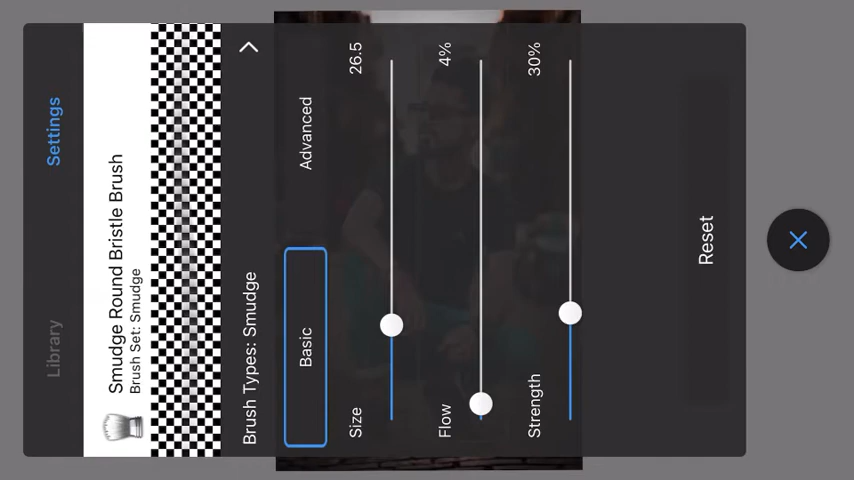 Library
Settings
Smudge Round Bristle Brush
Brush Set: Smudge
Brush Types: Smudge
Basic
Advanced
Size 26.5
Flow 4%
Strength 30%
Reset